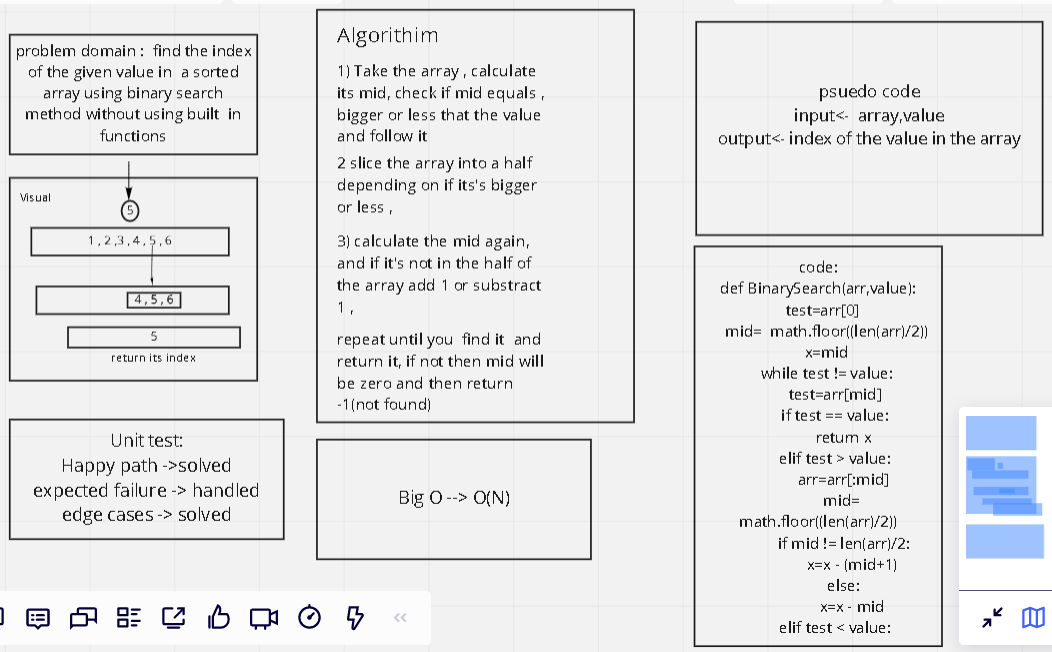 problem domain : find the index
of the given value in a sorted
array using binary search
method without using built in
functions
Visual
5
1 , 2 ,3 , 4 , 5 , 6
4 , 5 , 6
5
return its index
Unit test:
Happy path ->solved
expected failure -> handled
edge cases -> solved
Algorithim
1) Take the array , calculate
its mid, check if mid equals ,
bigger or less that the value
and follow it
2 slice the array into a half
depending on if its's bigger
or less ,
3) calculate the mid again,
and if it's not in the half of
the array add 1 or substract
1 ,
repeat until you find it and
return it, if not then mid will
be zero and then return
-1(not found)
Big O --> O(N)
psuedo code
input<- array,value
output<- index of the value in the array
code:
def BinarySearch(arr,value):
test=arr[0]
mid= math.floor((len(arr)/2))
x=mid
while test != value:
test=arr[mid]
if test == value:
return x
elif test > value:
arr=arr[:mid]
mid=
math.floor((len(arr)/2))
if mid != len(arr)/2:
x=x - (mid+1)
else:
x=x - mid
elif test < value: